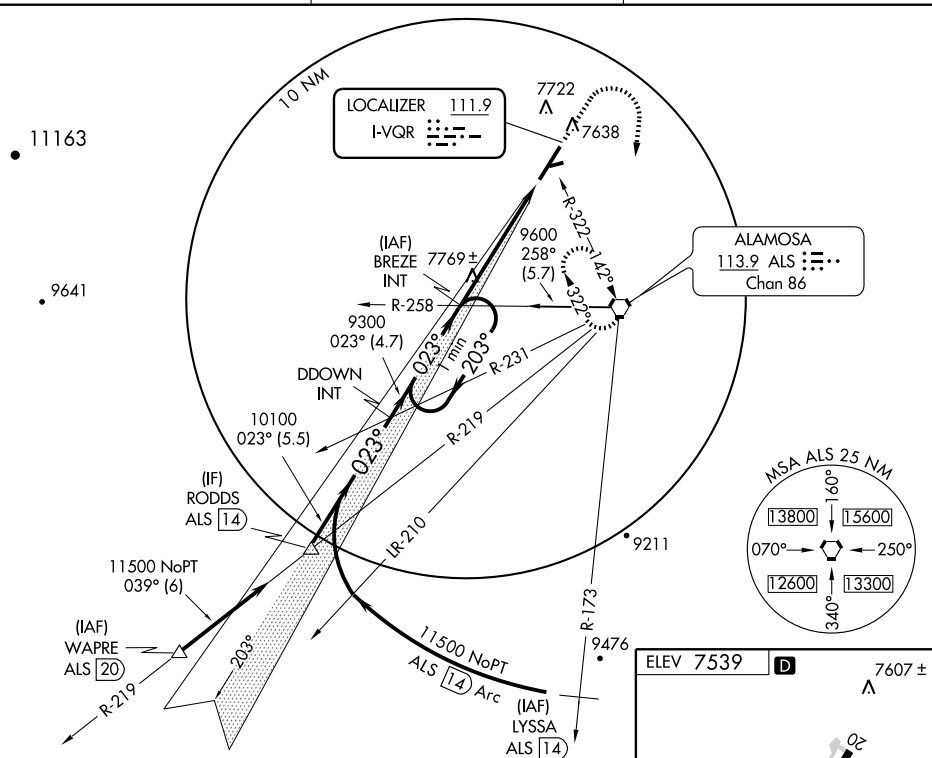 10 NM
LOCALIZER 111.9
I-VQR
7722
7638
11163
R-322
142°
ALAMOSA
113.9 ALS
Chan 86
(IAF)
BREZE
INT
7769 ±
9600
258°
(5.7)
322°
9641
R-258
9300
023° (4.7)
023°
1 min
203°
R-231
DDOWN
INT
R-219
10100
023° (5.5)
023°
(IF)
RODDS
ALS 14
LR-210
R-173
9211
MSA ALS 25 NM
160°
13800
15600
070°
250°
12600
13300
340°
11500 NoPT
039° (6)
(IAF)
WAPRE
ALS 20
203°
R-219
11500 NoPT
ALS 14 Arc
9476
(IAF)
LYSSA
ALS 14
ELEV 7539
D
7607 ±
20